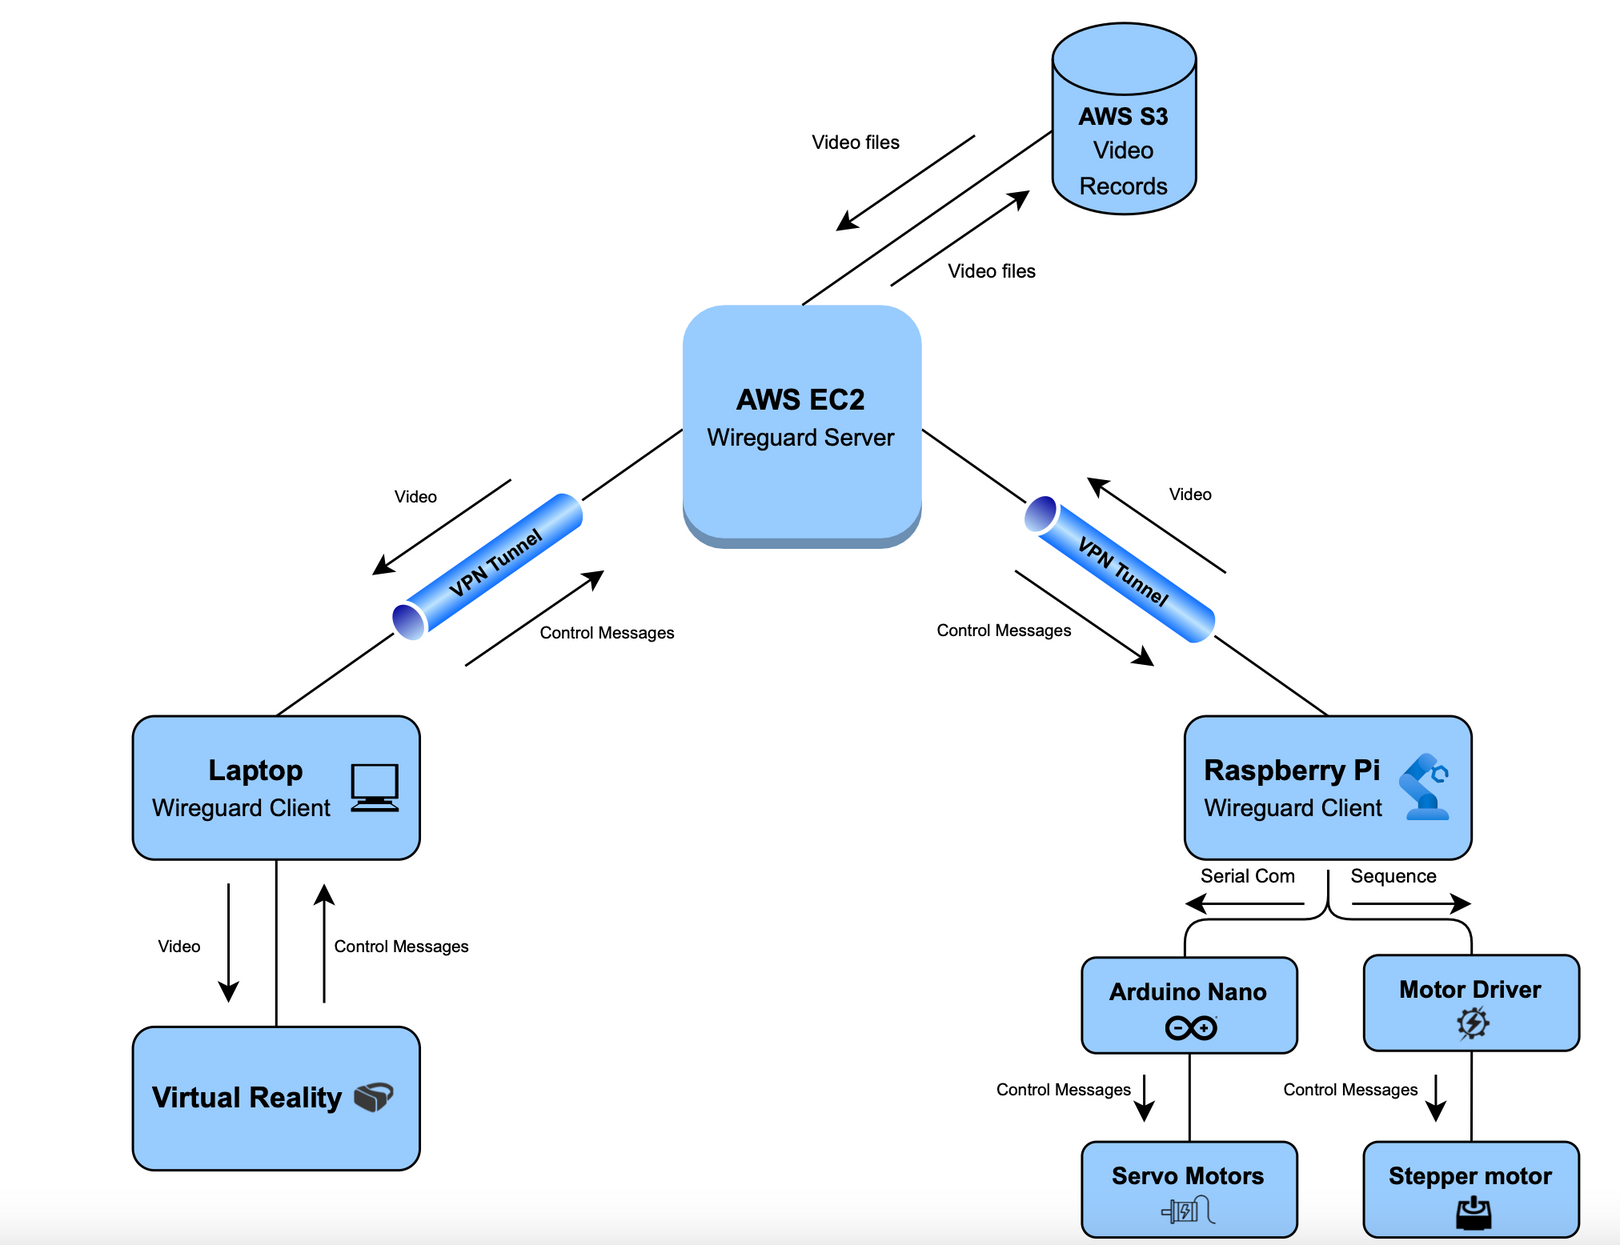 AWS S3
Video
Records
Video files
Video files
AWS EC2
Wireguard Server
Video
VPN Tunnel
Control Messages
Video
VPN Tunnel
Control Messages
Laptop
Wireguard Client
Raspberry Pi
Wireguard Client
Serial Com
Sequence
Video
Control Messages
Arduino Nano
Motor Driver
Virtual Reality
Control Messages
Control Messages
Servo Motors
Stepper motor